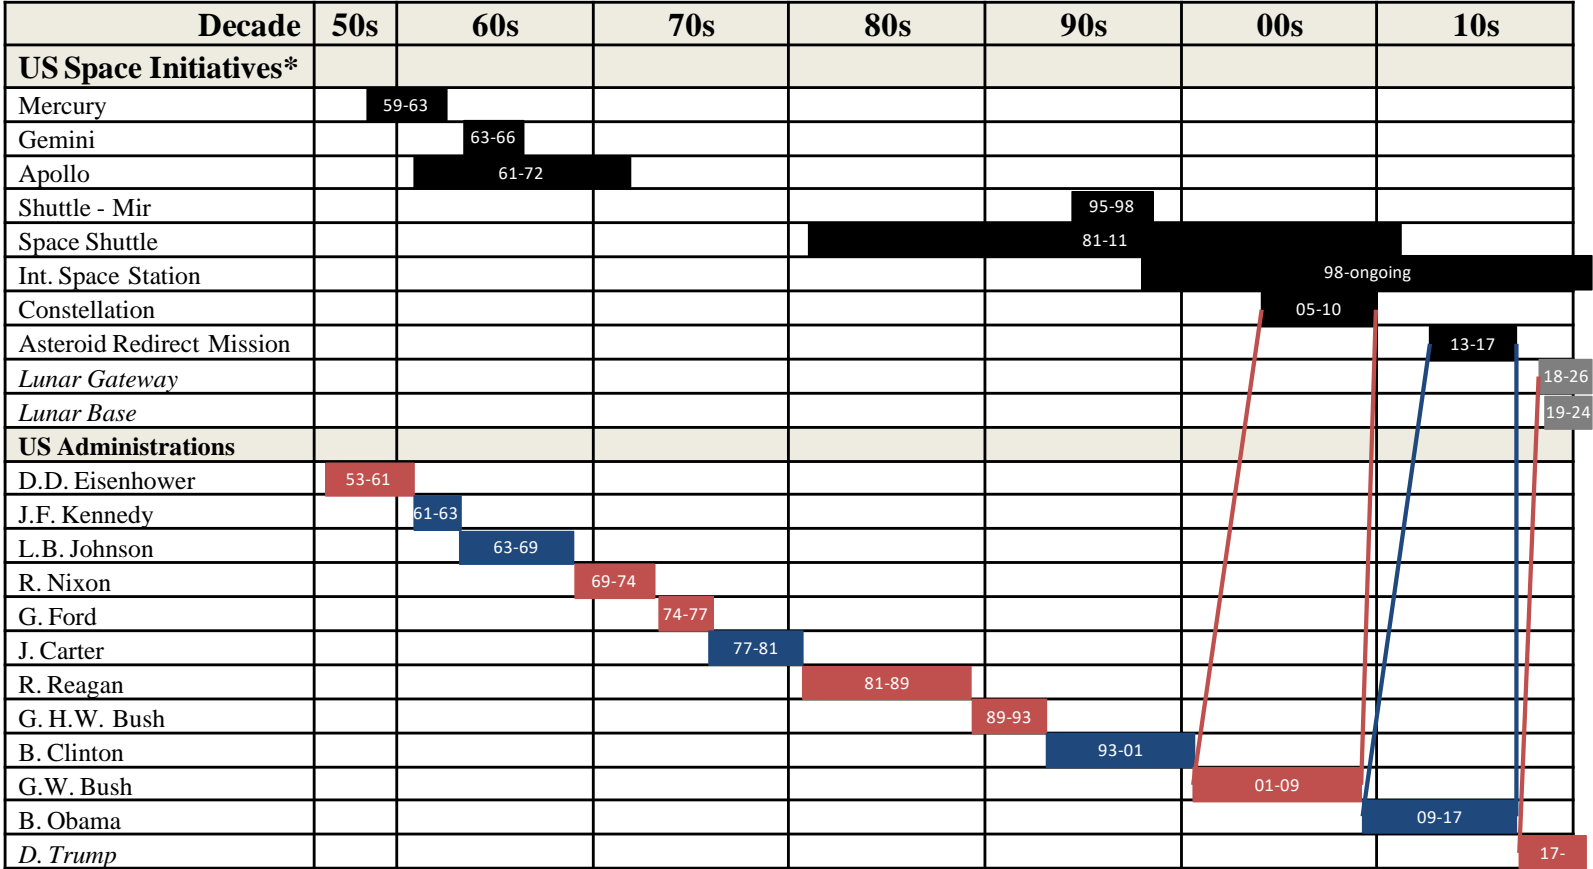 Decade 50s 60s 70s 80s 90s 00s 10s
US Space Initiatives*
Mercury 59-63
Gemini 63-66
Apollo 61-72
Shuttle - Mir 95-98
Space Shuttle 81-11
Int. Space Station 98-ongoing
Constellation 05-10
Asteroid Redirect Mission 13-17
Lunar Gateway 18-26
Lunar Base 19-24
US Administrations
D.D. Eisenhower 53-61
J.F. Kennedy 61-63
L.B. Johnson 63-69
R. Nixon 69-74
G. Ford 74-77
J. Carter 77-81
R. Reagan 81-89
G. H.W. Bush 89-93
B. Clinton 93-01
G.W. Bush 01-09
B. Obama 09-17
D. Trump 17-